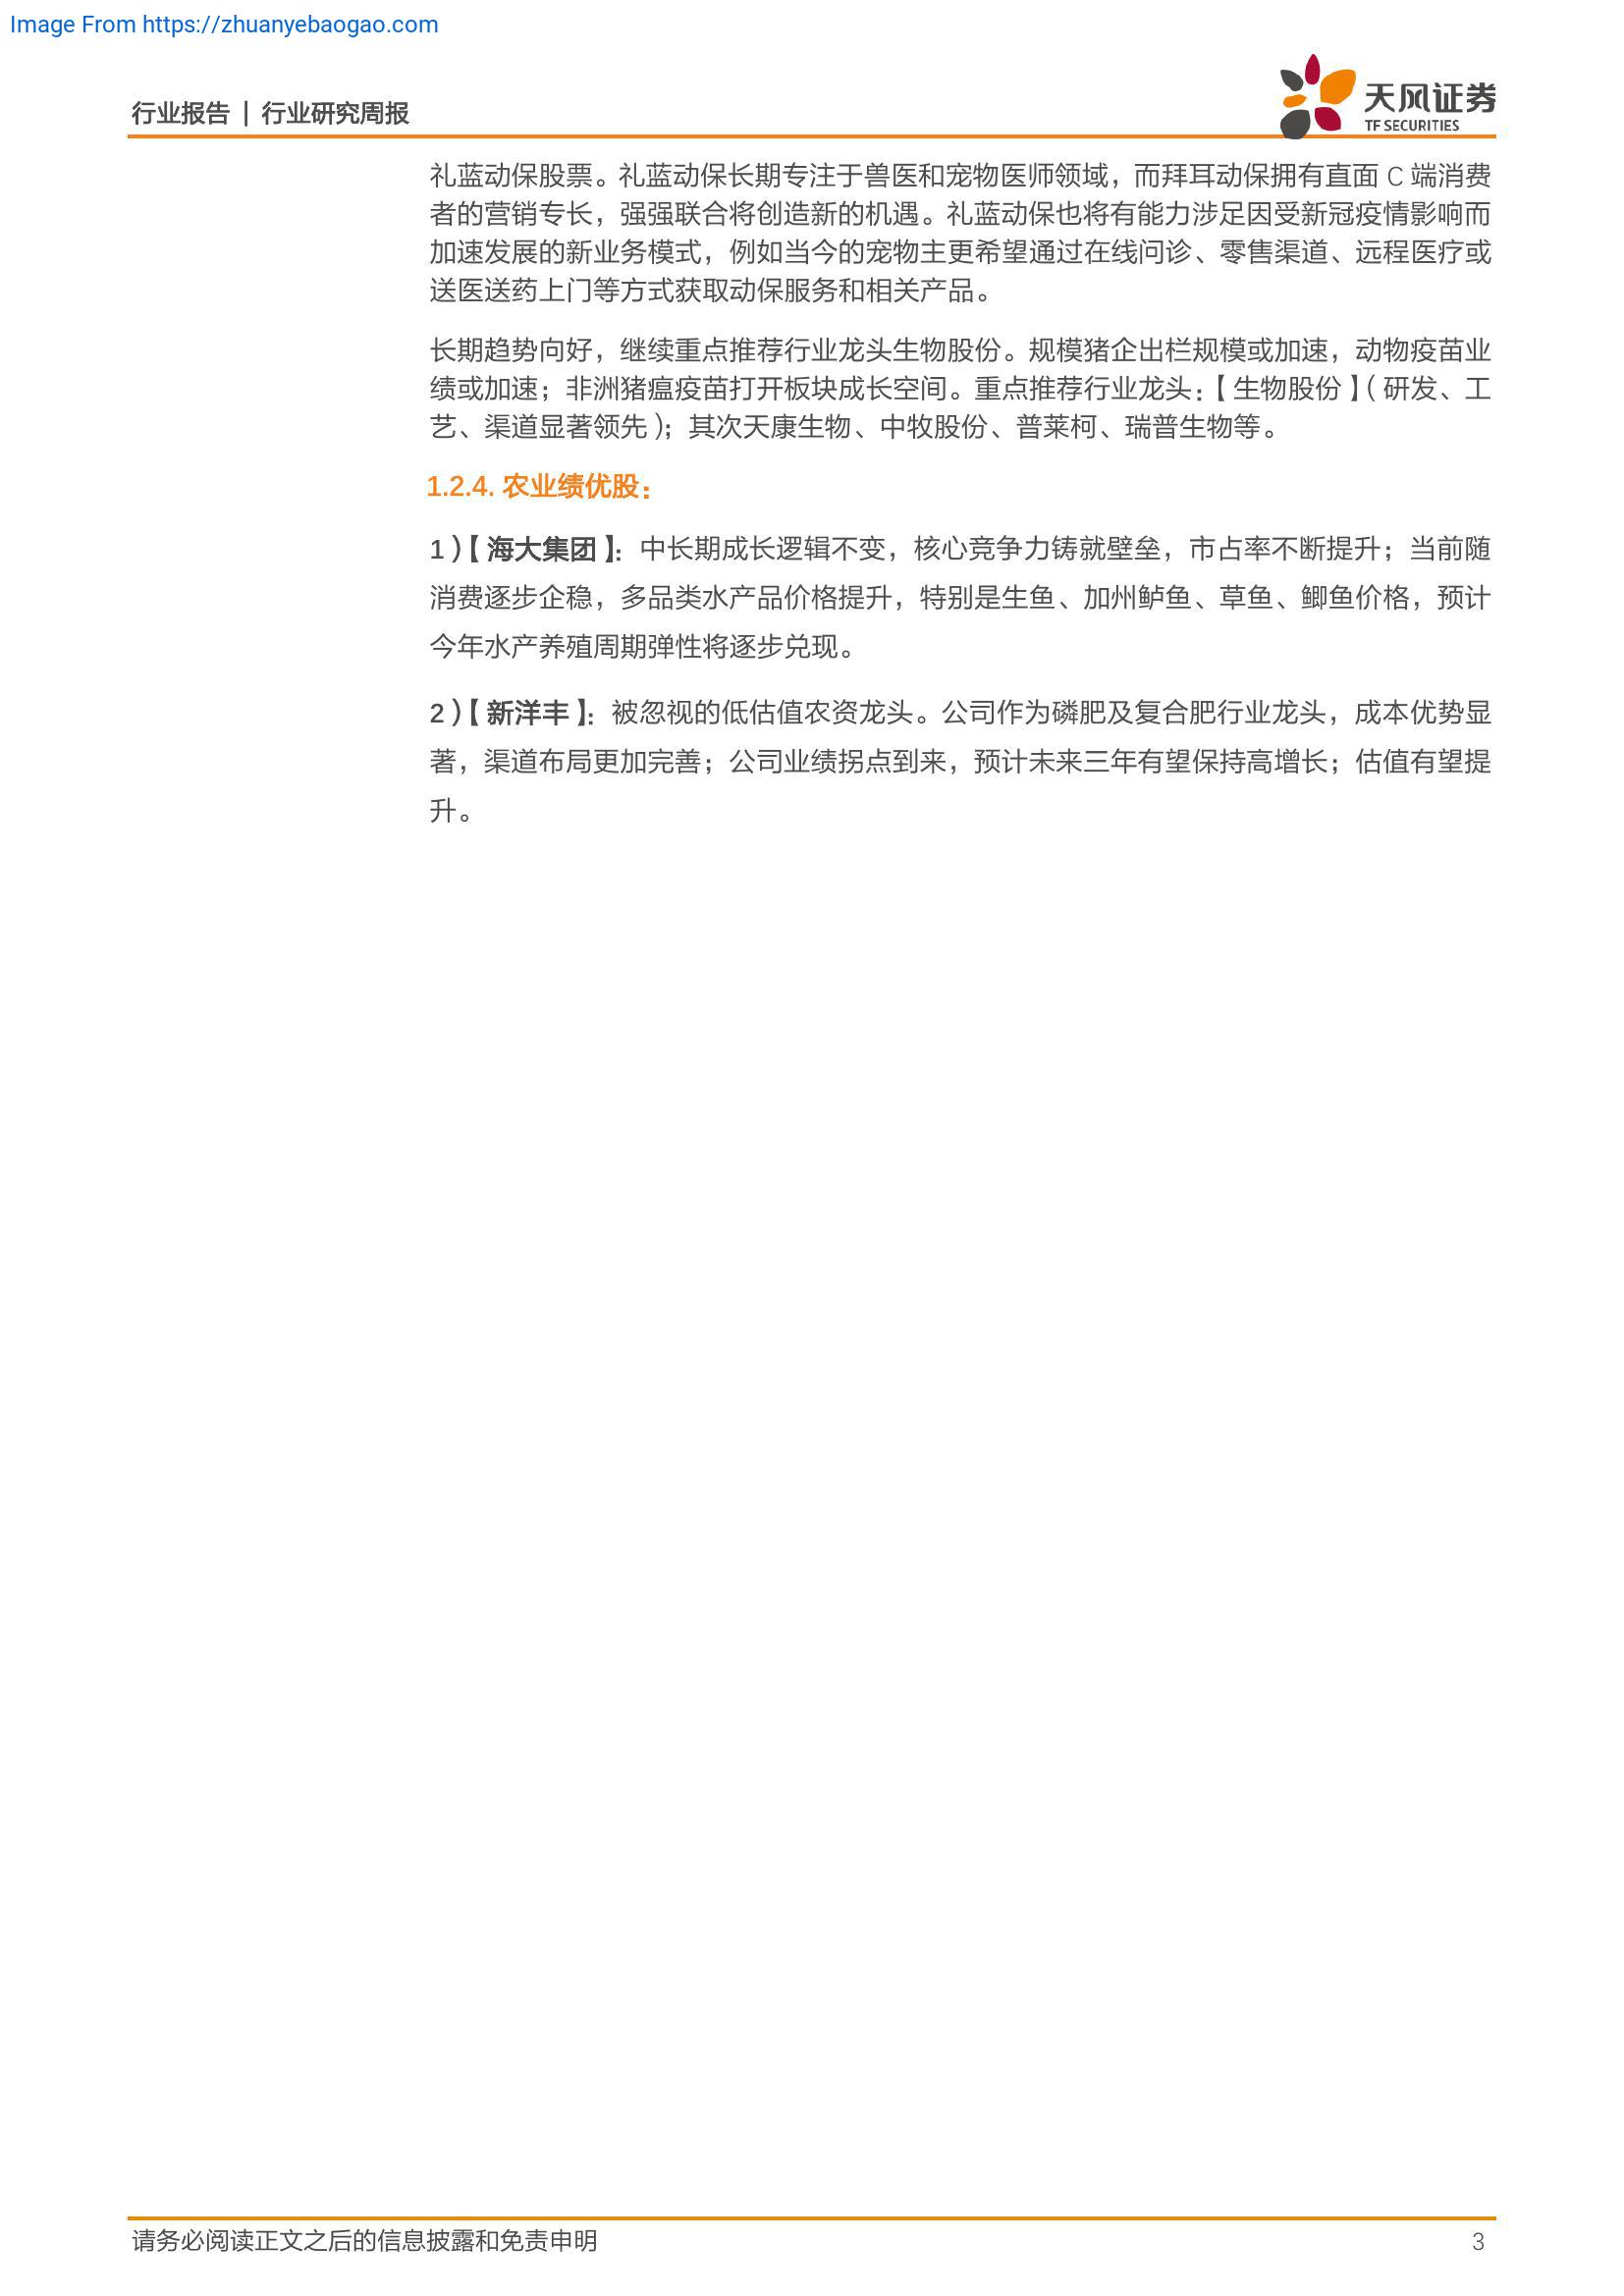 Image From https://zhuanyebaogao.com
行业报告 | 行业研究周报
天风证券
TF SECURITIES
礼蓝动保股票。礼蓝动保长期专注于兽医和宠物医师领域，而拜耳动保拥有直面 C 端消费
者的营销专长，强强联合将创造新的机遇。礼蓝动保也将有能力涉足因受新冠疫情影响而
加速发展的新业务模式，例如当今的宠物主更希望通过在线问诊、零售渠道、远程医疗或
送医送药上门等方式获取动保服务和相关产品。
长期趋势向好，继续重点推荐行业龙头生物股份。规模猪企出栏规模或加速，动物疫苗业
绩或加速；非洲猪瘟疫苗打开板块成长空间。重点推荐行业龙头：【生物股份】（研发、工
艺、渠道显著领先）；其次天康生物、中牧股份、普莱柯、瑞普生物等。
1.2.4. 农业绩优股：
1）【海大集团】：中长期成长逻辑不变，核心竞争力铸就壁垒，市占率不断提升；当前随
消费逐步企稳，多品类水产品价格提升，特别是生鱼、加州鲈鱼、草鱼、鲫鱼价格，预计
今年水产养殖周期弹性将逐步兑现。
2）【新洋丰】：被忽视的低估值农资龙头。公司作为磷肥及复合肥行业龙头，成本优势显
著，渠道布局更加完善；公司业绩拐点到来，预计未来三年有望保持高增长；估值有望提
升。
请务必阅读正文之后的信息披露和免责申明
3